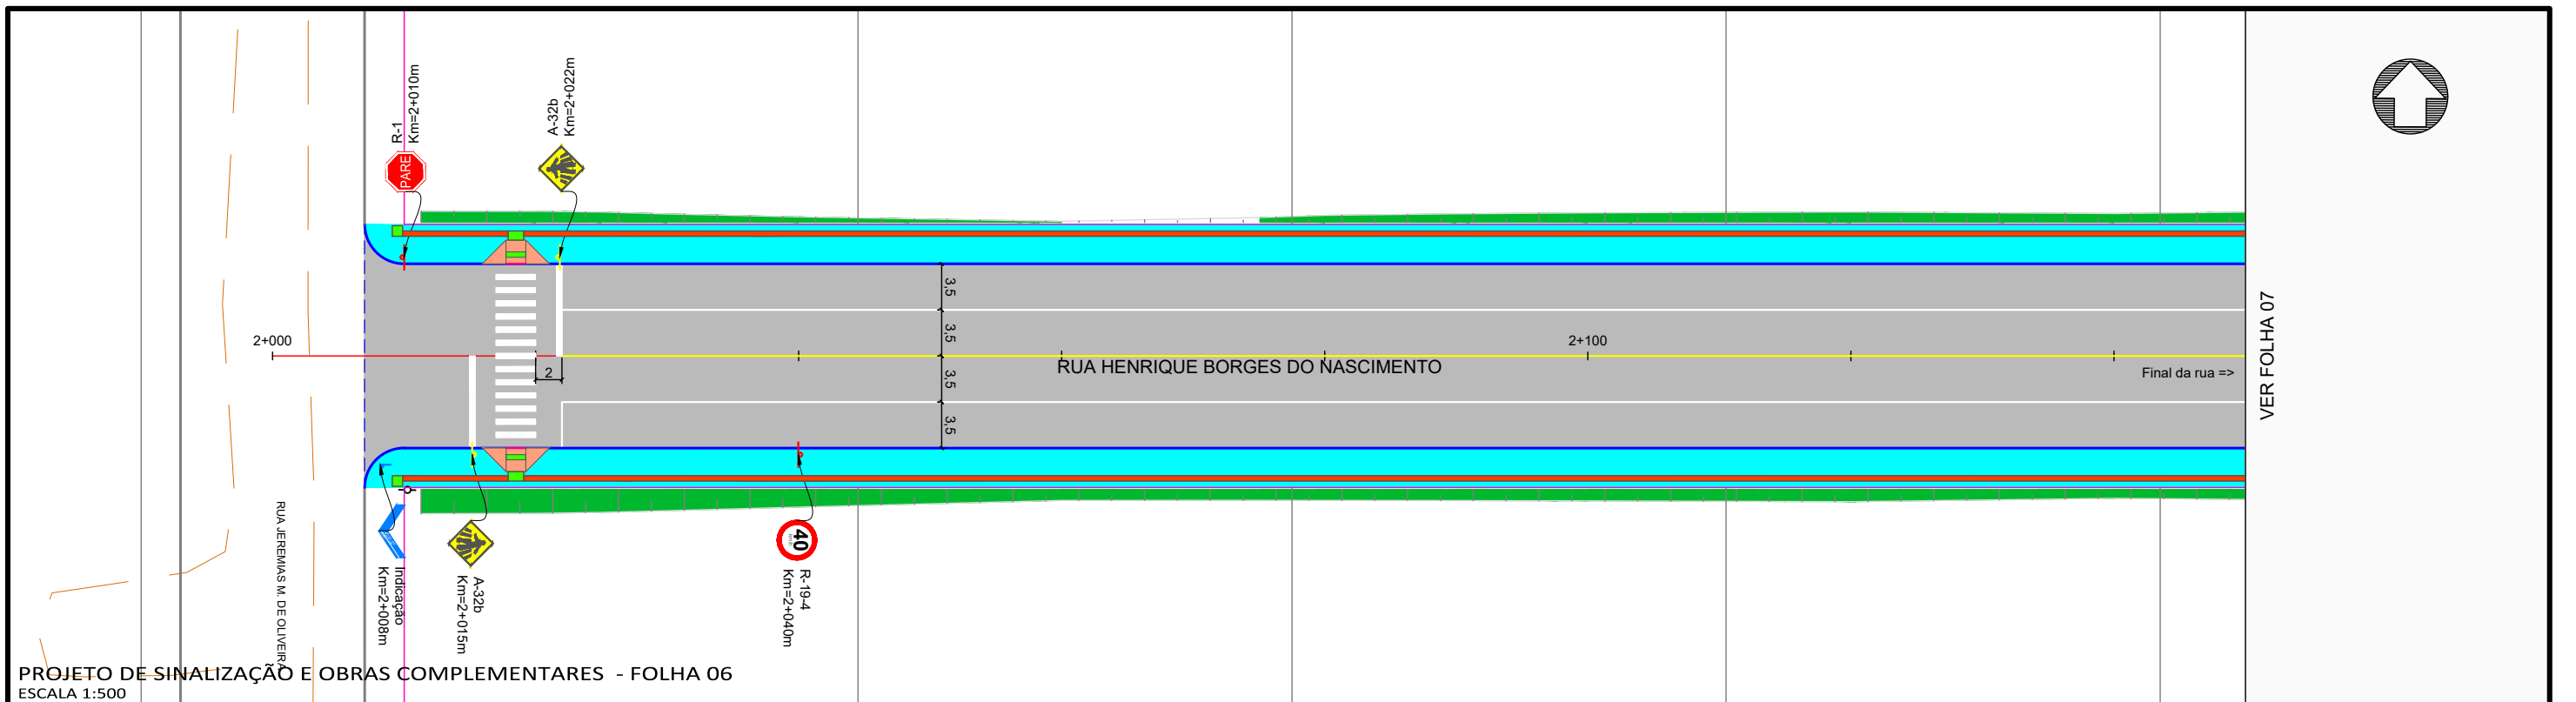 R-1
Km=2+010m
PARE
A-32b
Km=2+022m
3,5
3,5
3,5
3,5
2+000
2+100
2
RUA HENRIQUE BORGES DO NASCIMENTO
Final da rua =>
VER FOLHA 07
RUA JEREMIAS M. DE OLIVEIRA
Indicação
Km=2+008m
A-32b
Km=2+015m
40
R-19-4
Km=2+040m
PROJETO DE SINALIZAÇÃO E OBRAS COMPLEMENTARES - FOLHA 06
ESCALA 1:500